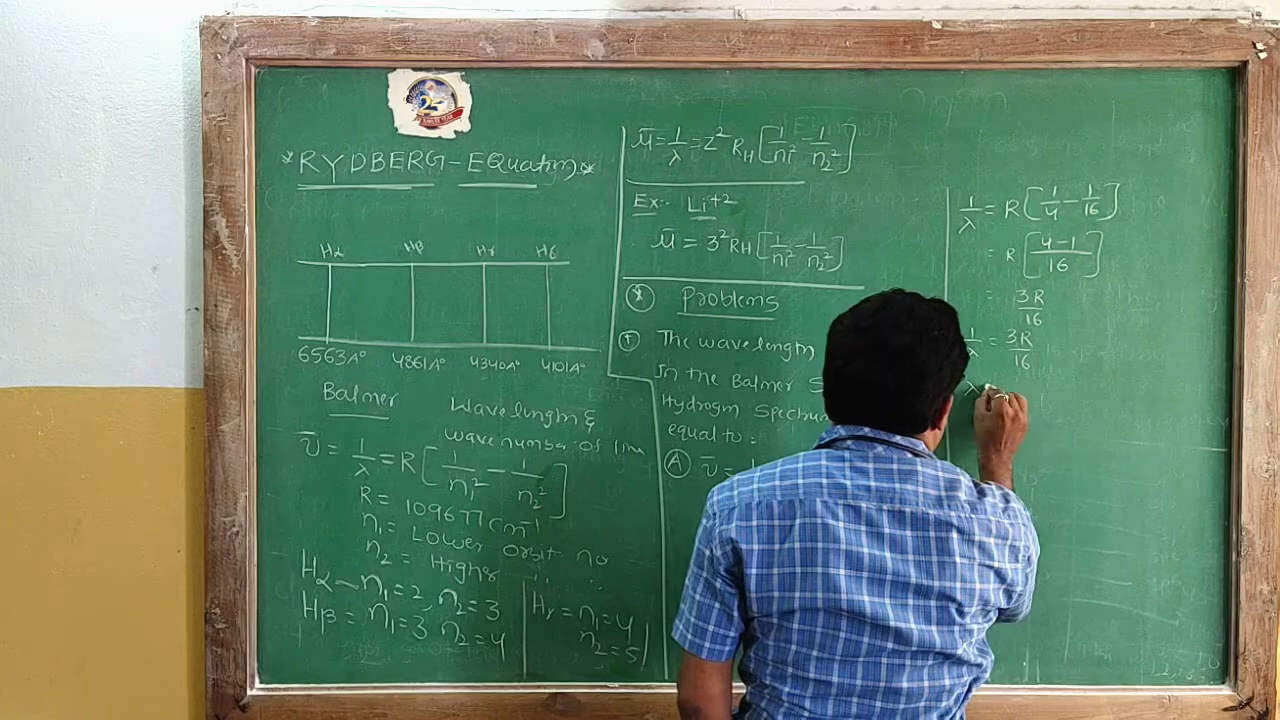 *RYDBERG-EQuation*
Hα Hβ Hγ Hδ
6563A° 4861A° 4340A° 4101A°
Balmer
Wavelength &
wavenumber of line
ν̅ = 1/λ = R[1/n₁² - 1/n₂²]
R = 109677 cm⁻¹
n₁ = Lower orbit no
n₂ = Higher " "
Hα - n₁=2, n₂=3
Hβ = n₁=3 n₂=4
Hγ = n₁=4
n₂=5
ν̅ = 1/λ = Z² RH [1/n₁² - 1/n₂²]
Ex:- Li⁺²
ν̅ = 3² RH [1/n₁² - 1/n₂²]
* Problems
The wavelength
In the Balmer S
Hydrogen Spectrum
equal to :
A ν̅ = 1
1/λ = R[1/4 - 1/16]
= R[4-1/16]
= 3R/16
1/λ = 3R/16
λ